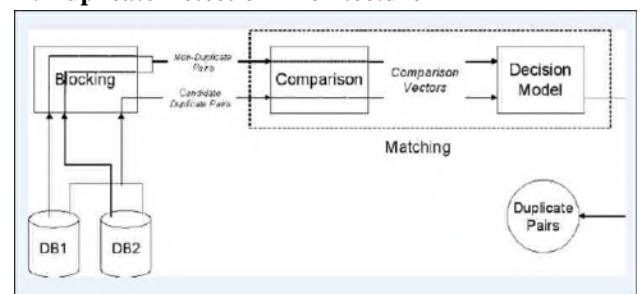 Blocking
Non-Duplicate
Pairs
Candidate
Duplicate Pairs
Comparison
Comparison
Vectors
Decision
Model
Matching
DB1
DB2
Duplicate
Pairs